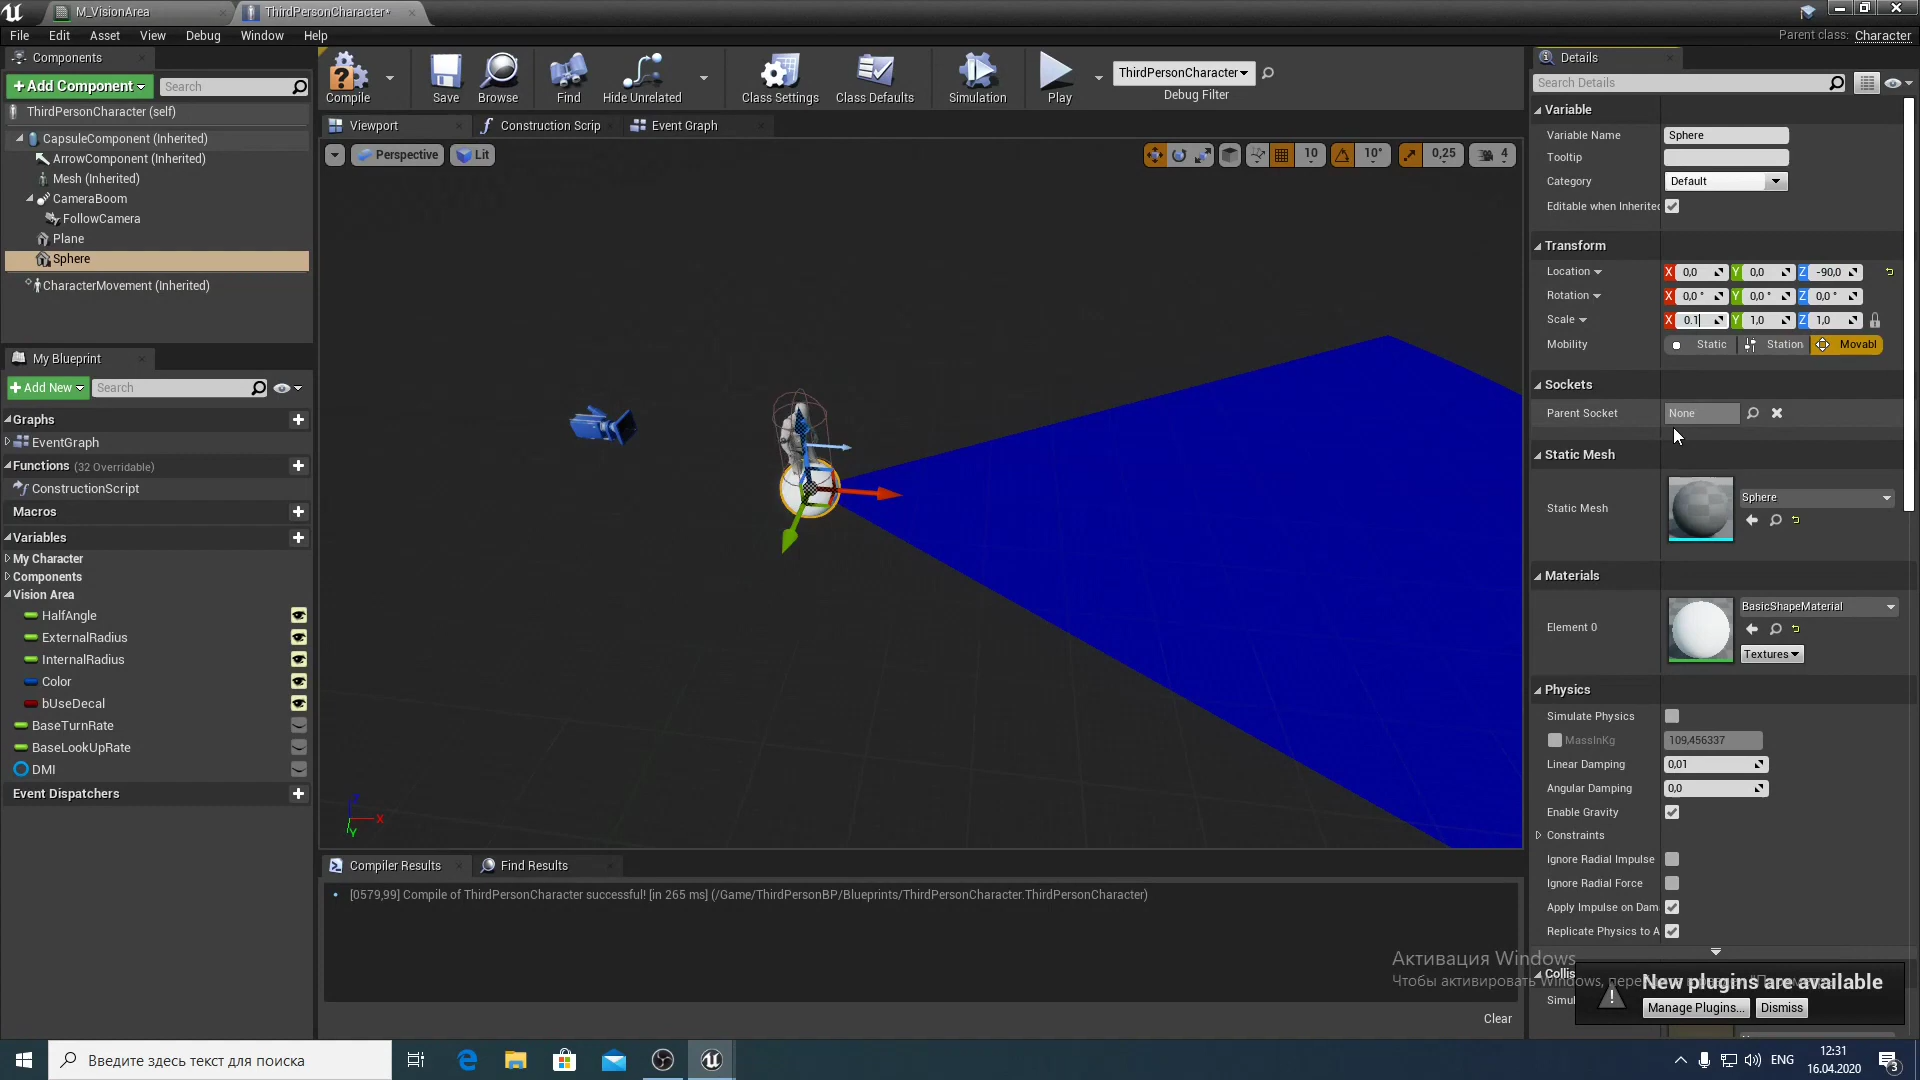 M_VisionArea
ThirdPersonCharacter*
File Edit Asset View Debug Window Help
Parent class: Character
Components
+Add Component
Search
ThirdPersonCharacter (self)
CapsuleComponent (Inherited)
ArrowComponent (Inherited)
Mesh (Inherited)
CameraBoom
FollowCamera
Plane
Sphere
CharacterMovement (Inherited)
My Blueprint
+Add New
Search
Graphs
EventGraph
Functions (32 Overridable)
ConstructionScript
Macros
Variables
My Character
Components
Vision Area
HalfAngle
ExternalRadius
InternalRadius
Color
bUseDecal
BaseTurnRate
BaseLookUpRate
DMI
Event Dispatchers
Compile Save Browse Find Hide Unrelated Class Settings Class Defaults Simulation Play
ThirdPersonCharacter
Debug Filter
Viewport
Construction Scrip
Event Graph
Perspective Lit
10 10° 0,25 4
Z X Y
Compiler Results
Find Results
[0579,99] Compile of ThirdPersonCharacter successful! [in 265 ms] (/Game/ThirdPersonBP/Blueprints/ThirdPersonCharacter.ThirdPersonCharacter)
Clear
Details
Search Details
Variable
Variable Name Sphere
Tooltip
Category Default
Editable when Inherited
Transform
Location X 0,0 Y 0,0 Z -90,0
Rotation X 0,0 ° Y 0,0 ° Z 0,0 °
Scale X 0.1 Y 1,0 Z 1,0
Mobility Static Station Movabl
Sockets
Parent Socket None
Static Mesh
Static Mesh Sphere
Materials
Element 0 BasicShapeMaterial
Textures
Physics
Simulate Physics
MassInKg 109,456337
Linear Damping 0,01
Angular Damping 0,0
Enable Gravity
Constraints
Ignore Radial Impulse
Ignore Radial Force
Apply Impulse on Dam
Replicate Physics to A
Collis
Simul
Активация Windows
Чтобы активировать Windows, пере
New plugins are available
Manage Plugins... Dismiss
Введите здесь текст для поиска
ENG
12:31
16.04.2020
3